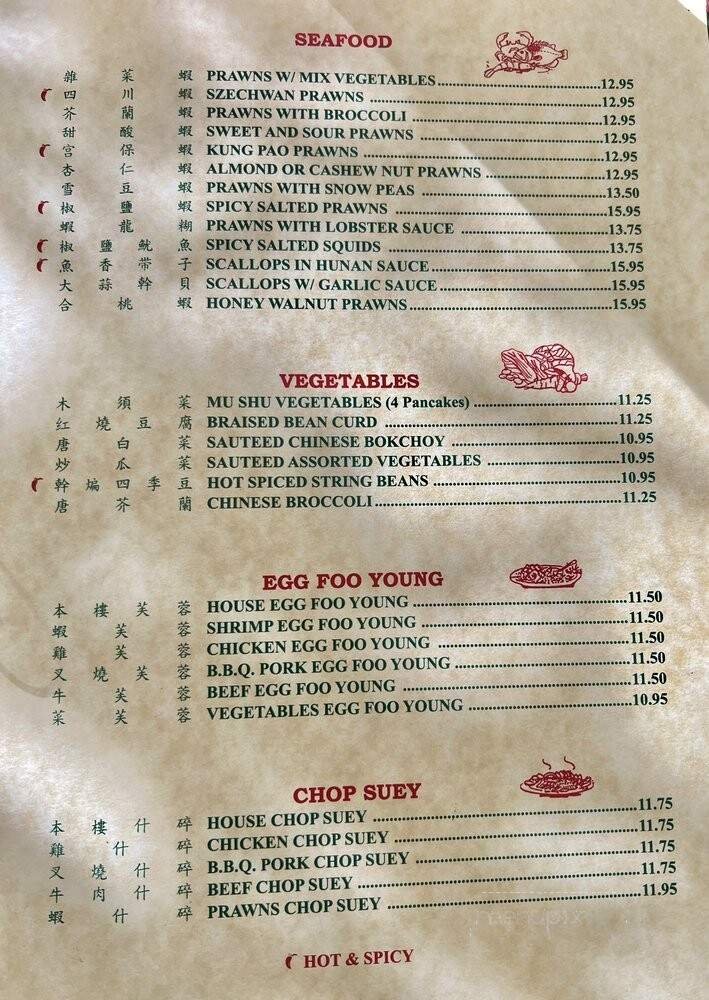 SEAFOOD
雜菜蝦 PRAWNS W/ MIX VEGETABLES 12.95
四川蝦 SZECHWAN PRAWNS 12.95
芥蘭蝦 PRAWNS WITH BROCCOLI 12.95
甜酸蝦 SWEET AND SOUR PRAWNS 12.95
宮保蝦 KUNG PAO PRAWNS 12.95
杏仁蝦 ALMOND OR CASHEW NUT PRAWNS 12.95
雪豆蝦 PRAWNS WITH SNOW PEAS 13.50
椒鹽蝦 SPICY SALTED PRAWNS 15.95
蝦龍糊 PRAWNS WITH LOBSTER SAUCE 13.75
椒鹽魷魚 SPICY SALTED SQUIDS 13.75
魚香帶子 SCALLOPS IN HUNAN SAUCE 15.95
大蒜幹貝 SCALLOPS W/ GARLIC SAUCE 15.95
合桃蝦 HONEY WALNUT PRAWNS 15.95
VEGETABLES
木須菜 MU SHU VEGETABLES (4 Pancakes) 11.25
红燒豆腐 BRAISED BEAN CURD 11.25
唐白菜 SAUTEED CHINESE BOKCHOY 10.95
炒瓜菜 SAUTEED ASSORTED VEGETABLES 10.95
幹煸四季豆 HOT SPICED STRING BEANS 10.95
唐芥蘭 CHINESE BROCCOLI 11.25
EGG FOO YOUNG
本樓芙蓉 HOUSE EGG FOO YOUNG 11.50
蝦芙蓉 SHRIMP EGG FOO YOUNG 11.50
雞芙蓉 CHICKEN EGG FOO YOUNG 11.50
叉燒芙蓉 B.B.Q. PORK EGG FOO YOUNG 11.50
牛芙蓉 BEEF EGG FOO YOUNG 11.50
菜芙蓉 VEGETABLES EGG FOO YOUNG 10.95
CHOP SUEY
本樓什碎 HOUSE CHOP SUEY 11.75
雞什碎 CHICKEN CHOP SUEY 11.75
叉燒什碎 B.B.Q. PORK CHOP SUEY 11.75
牛肉什碎 BEEF CHOP SUEY 11.75
蝦什碎 PRAWNS CHOP SUEY 11.95
HOT & SPICY